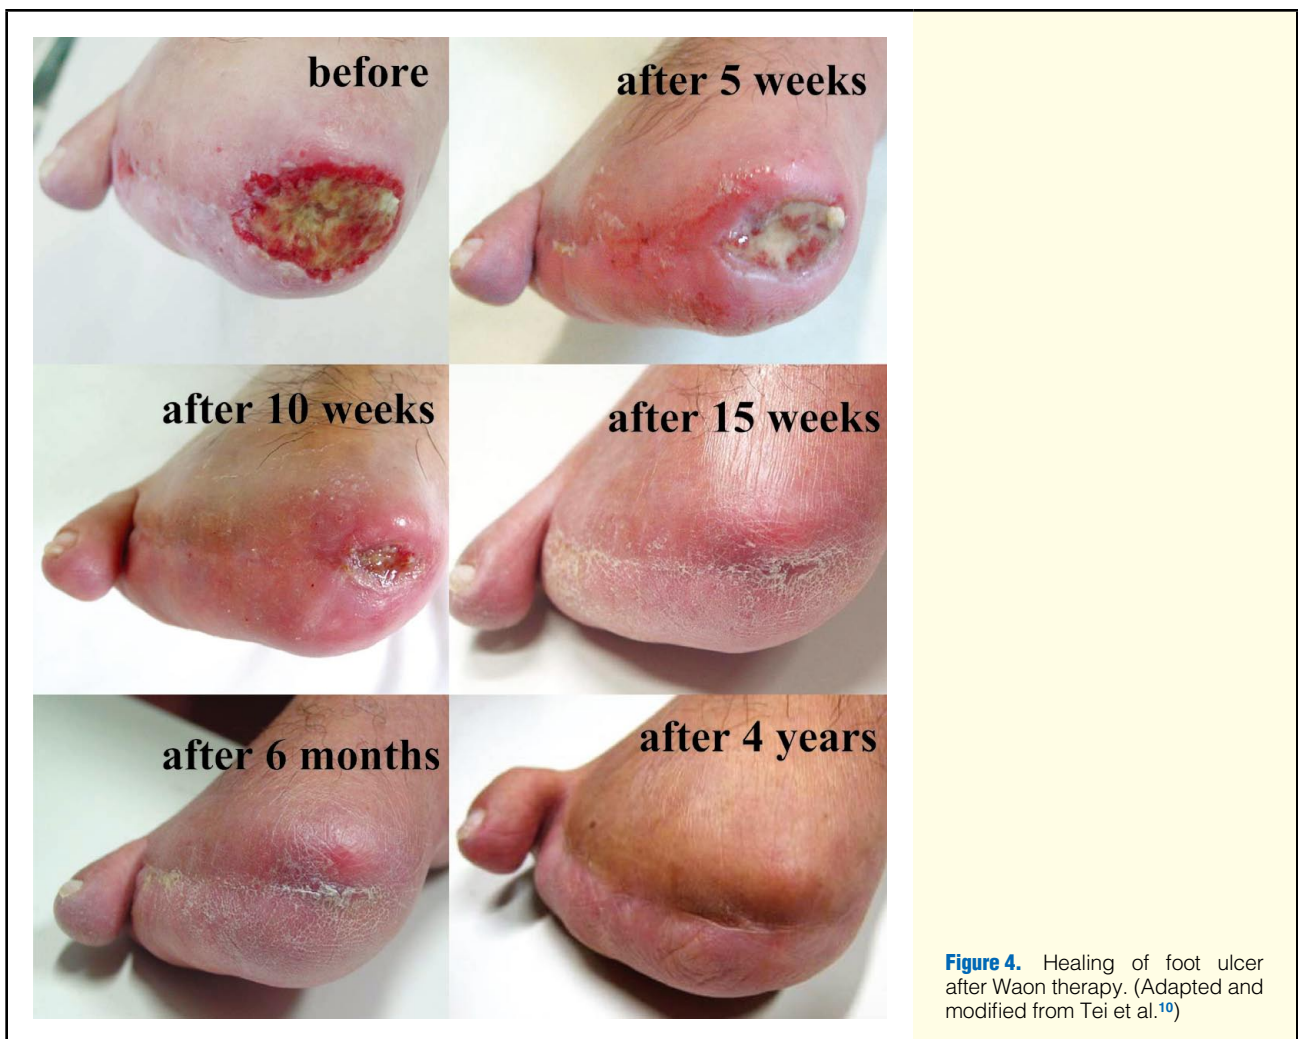 before
after 5 weeks
after 10 weeks
after 15 weeks
after 6 months
after 4 years
Figure 4. Healing of foot ulcer
after Waon therapy. (Adapted and
modified from Tei et al.10)